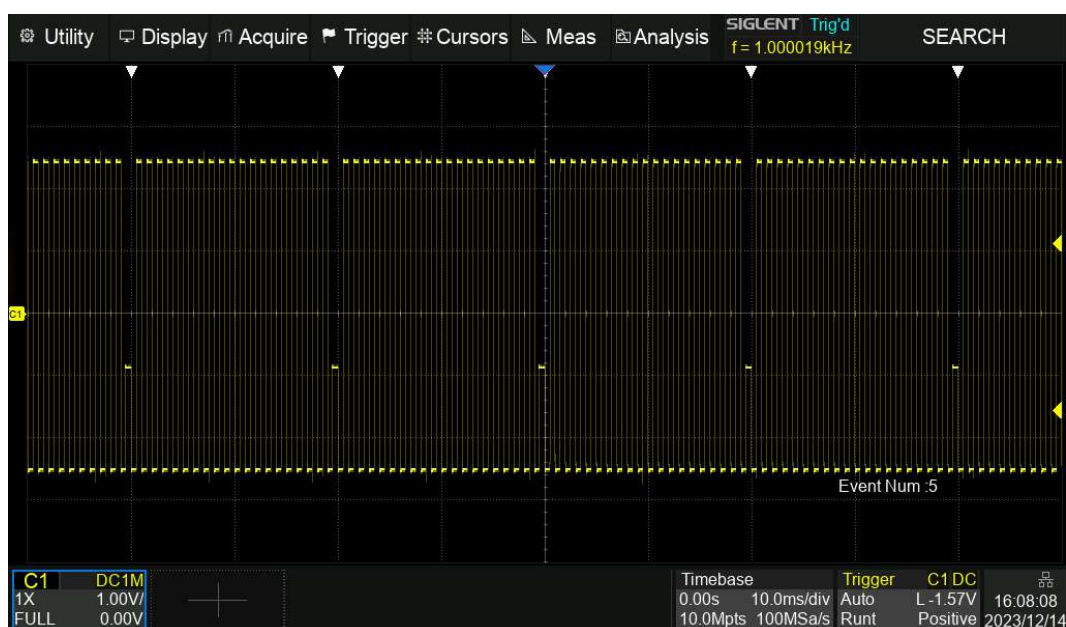 Utility Display Acquire Trigger Cursors Meas Analysis SIGLENT Trig'd SEARCH
f = 1.000019kHz
C1
Event Num :5
C1 DC1M Timebase Trigger C1 DC
1X 1.00V/ 0.00s 10.0ms/div Auto L -1.57V 16:08:08
FULL 0.00V 10.0Mpts 100MSa/s Runt Positive 2023/12/14